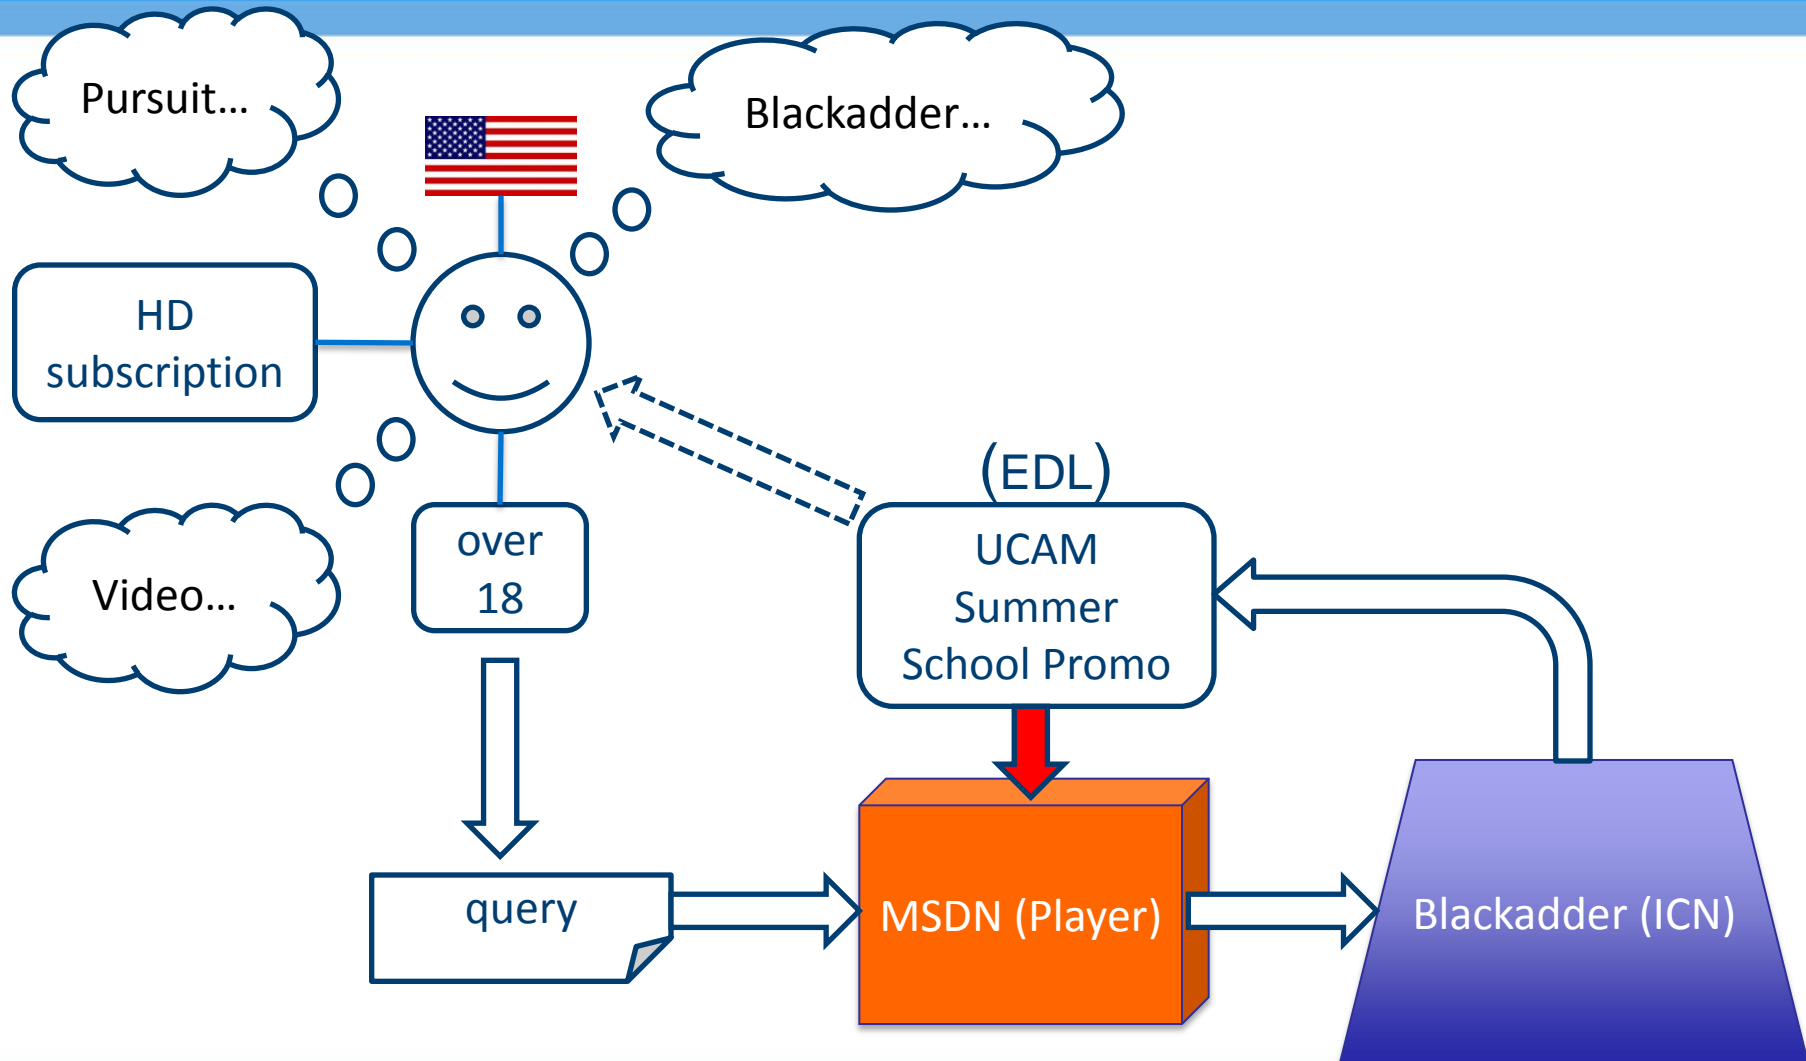 Pursuit...
Blackadder...
HD
subscription
Video...
over
18
(EDL)
UCAM
Summer
School Promo
query
MSDN (Player)
Blackadder (ICN)